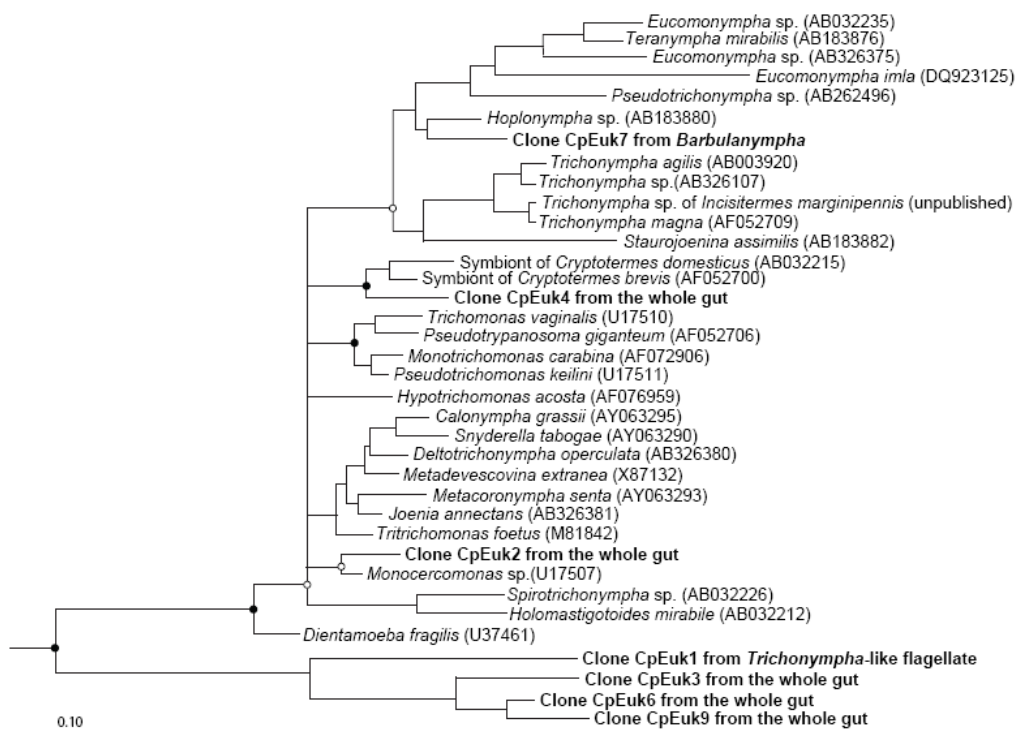 Eucomonympha sp. (AB032235)
Teranympha mirabilis (AB183876)
Eucomonympha sp. (AB326375)
Eucomonympha imla (DQ923125)
Pseudotrichonympha sp. (AB262496)
Hoplonympha sp. (AB183880)
Clone CpEuk7 from Barbulanympha
Trichonympha agilis (AB003920)
Trichonympha sp.(AB326107)
Trichonympha sp. of Incisitermes marginipennis (unpublished)
Trichonympha magna (AF052709)
Staurojoenina assimilis (AB183882)
Symbiont of Cryptotermes domesticus (AB032215)
Symbiont of Cryptotermes brevis (AF052700)
Clone CpEuk4 from the whole gut
Trichomonas vaginalis (U17510)
Pseudotrypanosoma giganteum (AF052706)
Monotrichomonas carabina (AF072906)
Pseudotrichomonas keilini (U17511)
Hypotrichomonas acosta (AF076959)
Calonympha grassii (AY063295)
Snyderella tabogae (AY063290)
Deltotrichonympha operculata (AB326380)
Metadevescovina extranea (X87132)
Metacoronympha senta (AY063293)
Joenia annectans (AB326381)
Tritrichomonas foetus (M81842)
Clone CpEuk2 from the whole gut
Monocercomonas sp.(U17507)
Spirotrichonympha sp. (AB032226)
Holomastigotoides mirabile (AB032212)
Dientamoeba fragilis (U37461)
Clone CpEuk1 from Trichonympha-like flagellate
Clone CpEuk3 from the whole gut
Clone CpEuk6 from the whole gut
Clone CpEuk9 from the whole gut
0.10